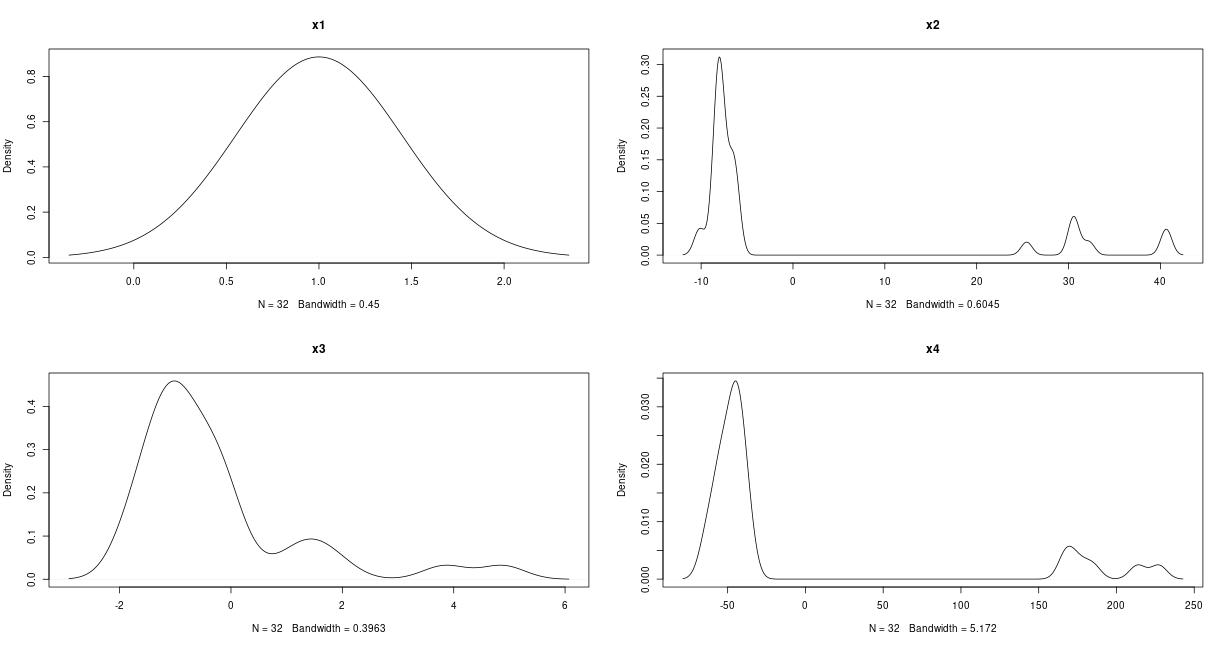 x1
Density
0.0 0.2 0.4 0.6 0.8
0.0 0.5 1.0 1.5 2.0
N = 32 Bandwidth = 0.45
x2
Density
0.00 0.05 0.10 0.15 0.20 0.25 0.30
-10 0 10 20 30 40
N = 32 Bandwidth = 0.6045
x3
Density
0.0 0.1 0.2 0.3 0.4
-2 0 2 4 6
N = 32 Bandwidth = 0.3963
x4
Density
0.000 0.010 0.020 0.030
-50 0 50 100 150 200 250
N = 32 Bandwidth = 5.172